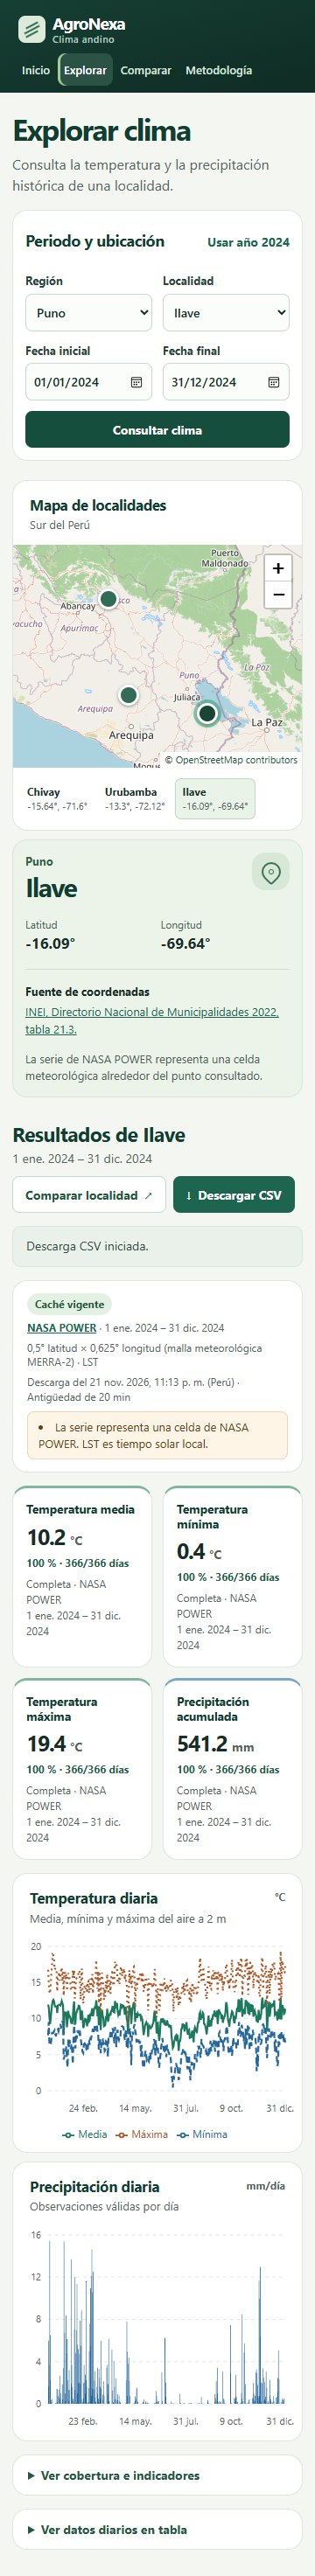 AgroNexa
Clima andino
Inicio Explorar Comparar Metodología
Explorar clima
Consulta la temperatura y la precipitación
histórica de una localidad.
Periodo y ubicación Usar año 2024
Región Localidad
Puno Ilave
Fecha inicial Fecha final
01/01/2024 31/12/2024
Consultar clima
Mapa de localidades
Sur del Perú
Puerto
Maldonado
+
−
Abancay
sco
Apurímac
yacucho
Puno
La Paz
Juliaca
Arequipa
Arequipa
La Paz
© OpenStreetMap contributors
Chivay Urubamba Ilave
-15.64°, -71.6° -13.3°, -72.12° -16.09°, -69.64°
Puno
Ilave
Latitud Longitud
-16.09° -69.64°
Fuente de coordenadas
INEI, Directorio Nacional de Municipalidades 2022,
tabla 21.3.
La serie de NASA POWER representa una celda
meteorológica alrededor del punto consultado.
Resultados de Ilave
1 ene. 2024 – 31 dic. 2024
Comparar localidad ↗ ↓ Descargar CSV
Descarga CSV iniciada.
Caché vigente
NASA POWER · 1 ene. 2024 – 31 dic. 2024
0,5° latitud × 0,625° longitud (malla meteorológica
MERRA-2) · LST
Descarga del 21 nov. 2026, 11:13 p. m. (Perú) ·
Antigüedad de 20 min
• La serie representa una celda de NASA
POWER. LST es tiempo solar local.
Temperatura media
10.2 °C
100 % · 366/366 días
Completa · NASA
POWER
1 ene. 2024 – 31 dic.
2024
Temperatura
mínima
0.4 °C
100 % · 366/366 días
Completa · NASA
POWER
1 ene. 2024 – 31 dic.
2024
Temperatura
máxima
19.4 °C
100 % · 366/366 días
Completa · NASA
POWER
1 ene. 2024 – 31 dic.
2024
Precipitación
acumulada
541.2 mm
100 % · 366/366 días
Completa · NASA
POWER
1 ene. 2024 – 31 dic.
2024
Temperatura diaria °C
Media, mínima y máxima del aire a 2 m
20
15
10
5
0
24 feb. 14 may. 31 jul. 9 oct. 31 dic.
Media Máxima Mínima
Precipitación diaria mm/día
Observaciones válidas por día
16
12
8
4
0
23 feb. 14 may. 31 jul. 9 oct. 31 dic.
▶ Ver cobertura e indicadores
▶ Ver datos diarios en tabla